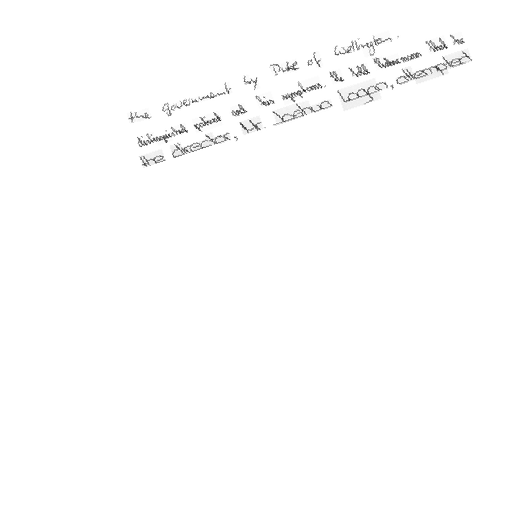 the government by Duke of Wellington.
distinguished patient and his symptoms. He told Rubinsmann that he
the director, Mr. Joshua Logan, attempted